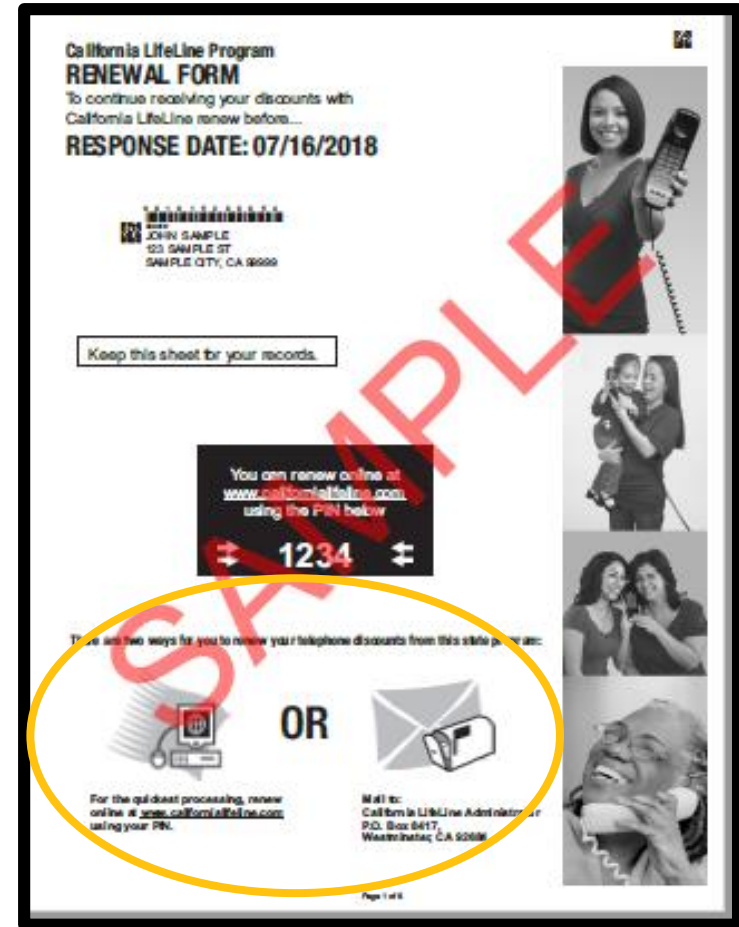 California LifeLine Program
RENEWAL FORM
To continue receiving your discounts with
California LifeLine renew before...
RESPONSE DATE: 07/16/2018
JOHN SAMPLE
123 SAMPLE ST
SAMPLE CITY, CA
Keep this sheet for your records.
You can renew online at
www.californialifeline.com
using the PIN below
1234
SAMPLE
There are two ways for you to renew your telephone discounts from this state program:
OR
For the quickest processing, renew
online at www.californialifeline.com
using your PIN.
Mail to:
California LifeLine Administrator
P.O. Box 8417,
Westminster, CA
Page 1 of